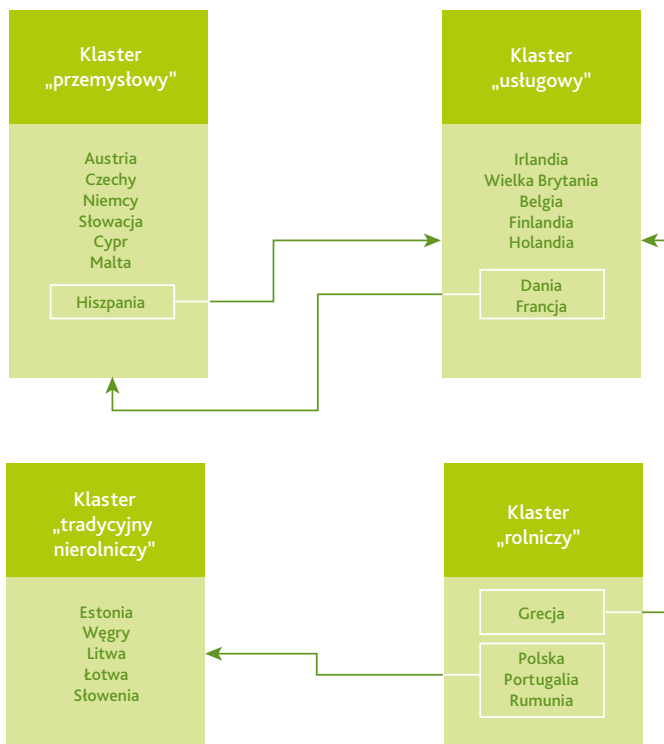 Klaster
„przemysłowy”
Austria
Czechy
Niemcy
Słowacja
Cypr
Malta
Hiszpania
Klaster
„usługowy”
Irlandia
Wielka Brytania
Belgia
Finlandia
Holandia
Dania
Francja
Klaster
„tradycyjny
nierolniczy”
Estonia
Węgry
Litwa
Łotwa
Słowenia
Klaster
„rolniczy”
Grecja
Polska
Portugalia
Rumunia